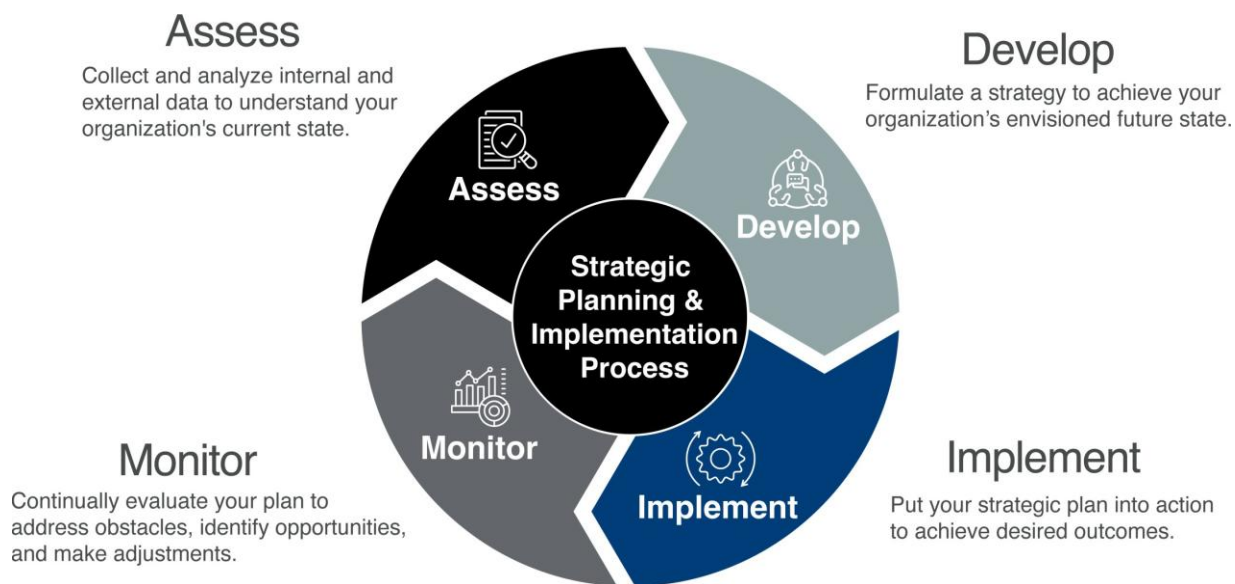 Assess
Collect and analyze internal and
external data to understand your
organization's current state.
Develop
Formulate a strategy to achieve your
organization’s envisioned future state.
Assess
Develop
Strategic
Planning &
Implementation
Process
Monitor
Implement
Monitor
Continually evaluate your plan to
address obstacles, identify opportunities,
and make adjustments.
Implement
Put your strategic plan into action
to achieve desired outcomes.